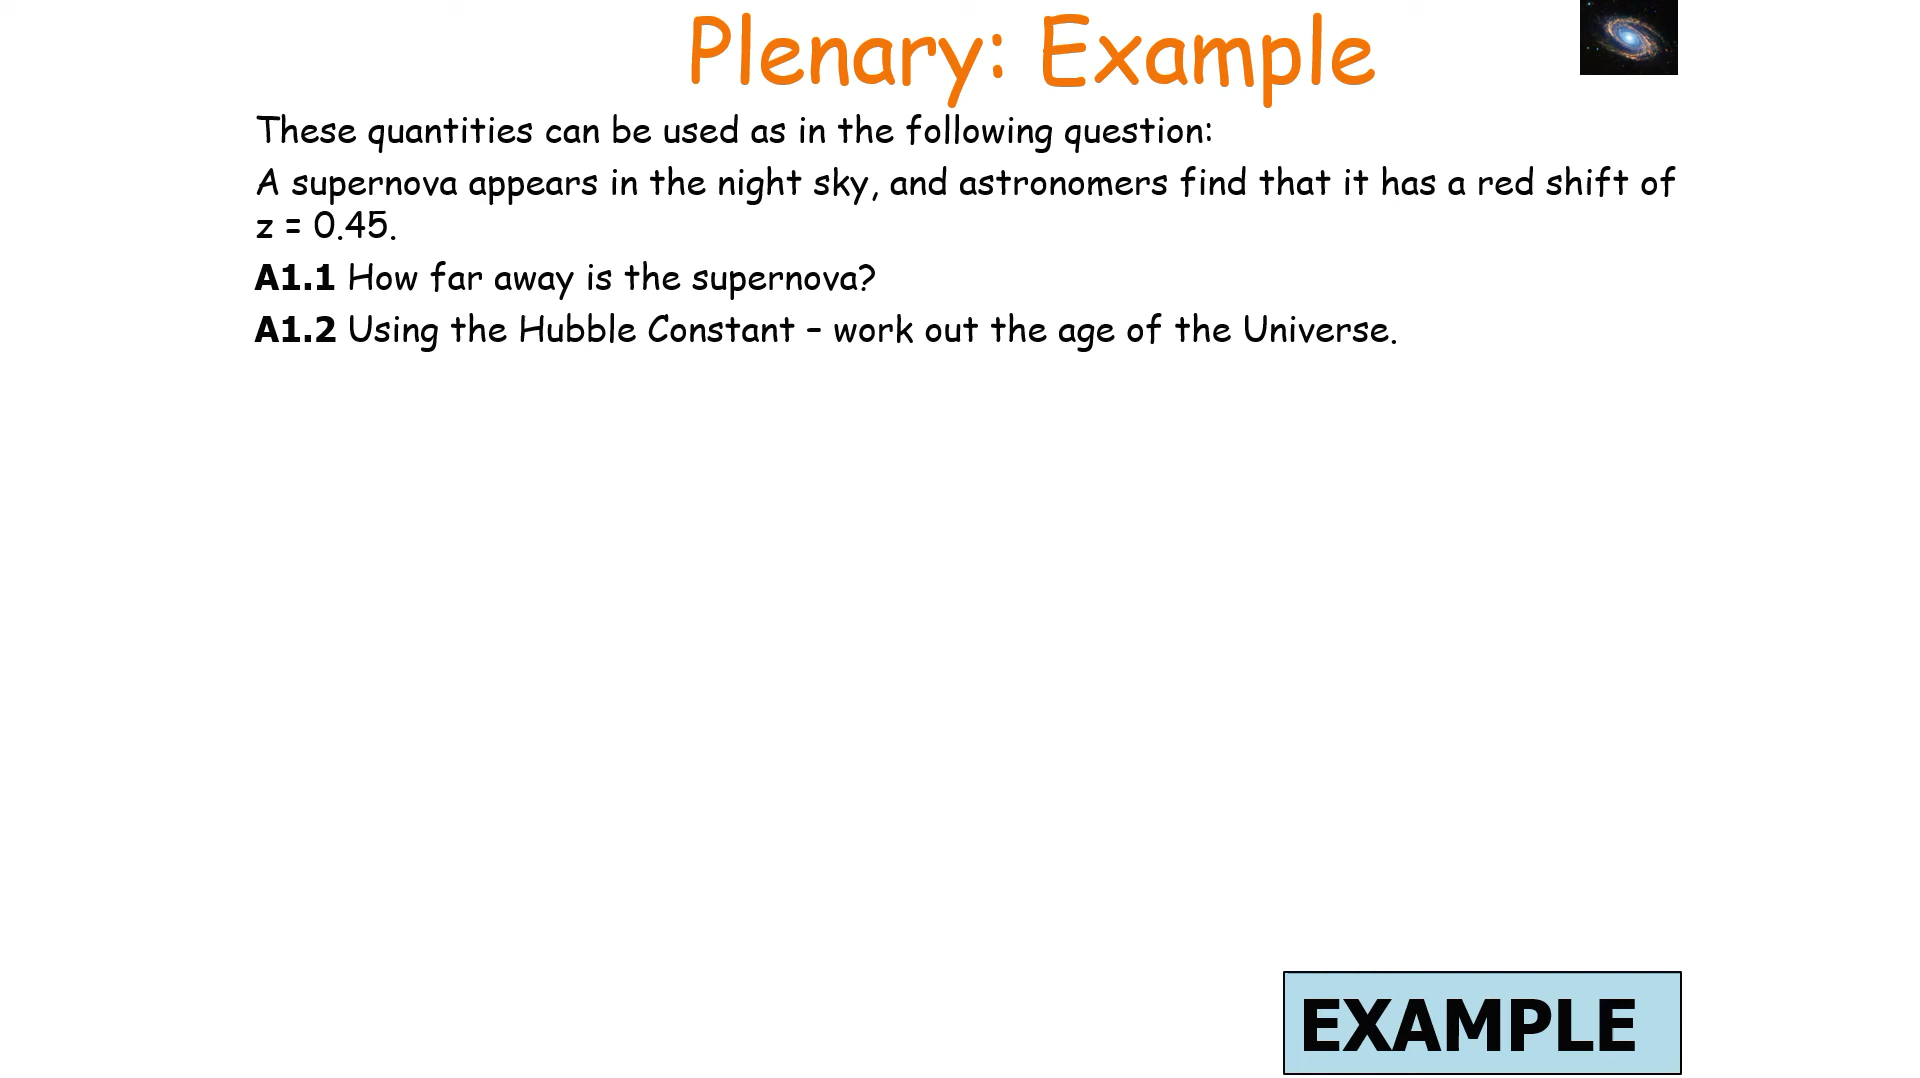 Plenary: Example
These quantities can be used as in the following question:
A supernova appears in the night sky, and astronomers find that it has a red shift of
z = 0.45.
A1.1 How far away is the supernova?
A1.2 Using the Hubble Constant – work out the age of the Universe.
EXAMPLE